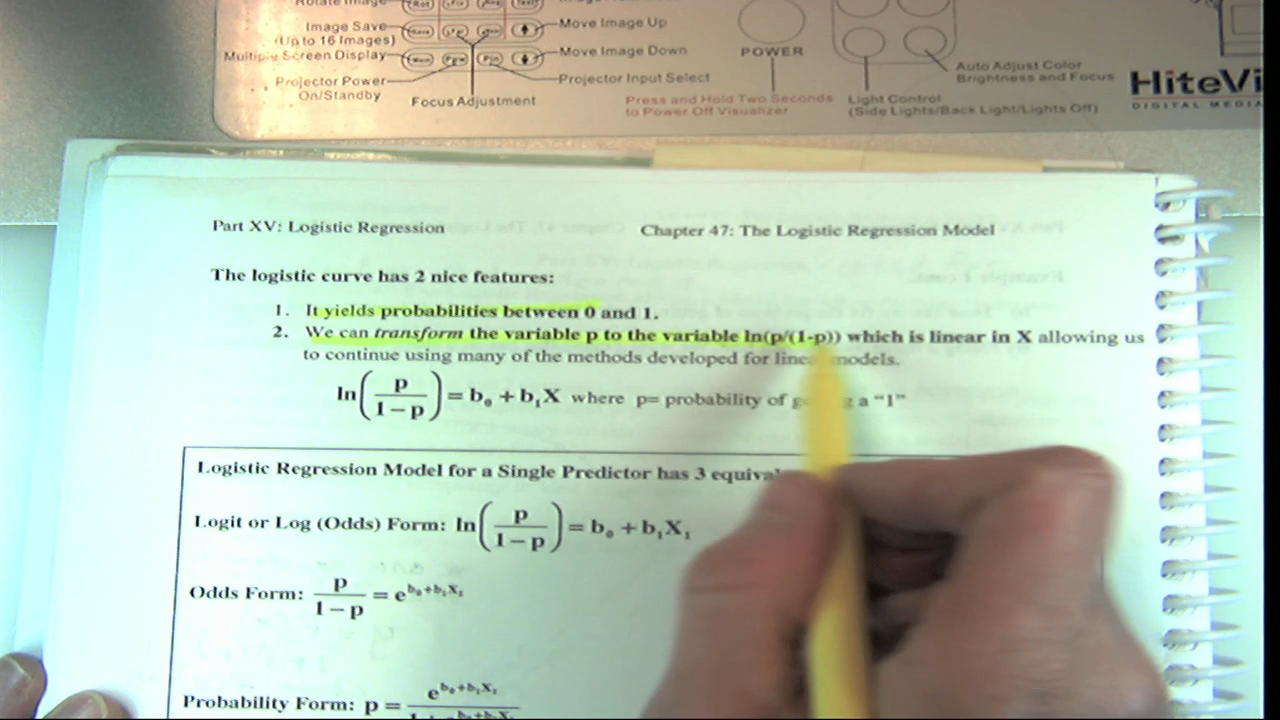 Rotate Image
Image Save
(Up to 16 Images)
Multiple Screen Display
Projector Power
On/Standby
Focus Adjustment
Move Image Up
Move Image Down
Projector Input Select
POWER
Press and Hold Two Seconds
to Power Off Visualizer
Light Control
(Side Lights/Back Light/Lights Off)
Auto Adjust Color
Brightness and Focus
HiteVi
DIGITAL MEDIA
Part XV: Logistic Regression Chapter 47: The Logistic Regression Model
The logistic curve has 2 nice features:
1. It yields probabilities between 0 and 1.
2. We can transform the variable p to the variable ln(p/(1-p)) which is linear in X allowing us
to continue using many of the methods developed for linea models.
ln(p/(1−p)) = b₀ + b₁X where p= probability of g a “1”
Logistic Regression Model for a Single Predictor has 3 equiva
Logit or Log (Odds) Form: ln(p/(1−p)) = b₀ + b₁X₁
Odds Form: p/(1−p) = e^(b₀+b₁X₁)
Probability Form: p = e^(b₀+b₁X₁)